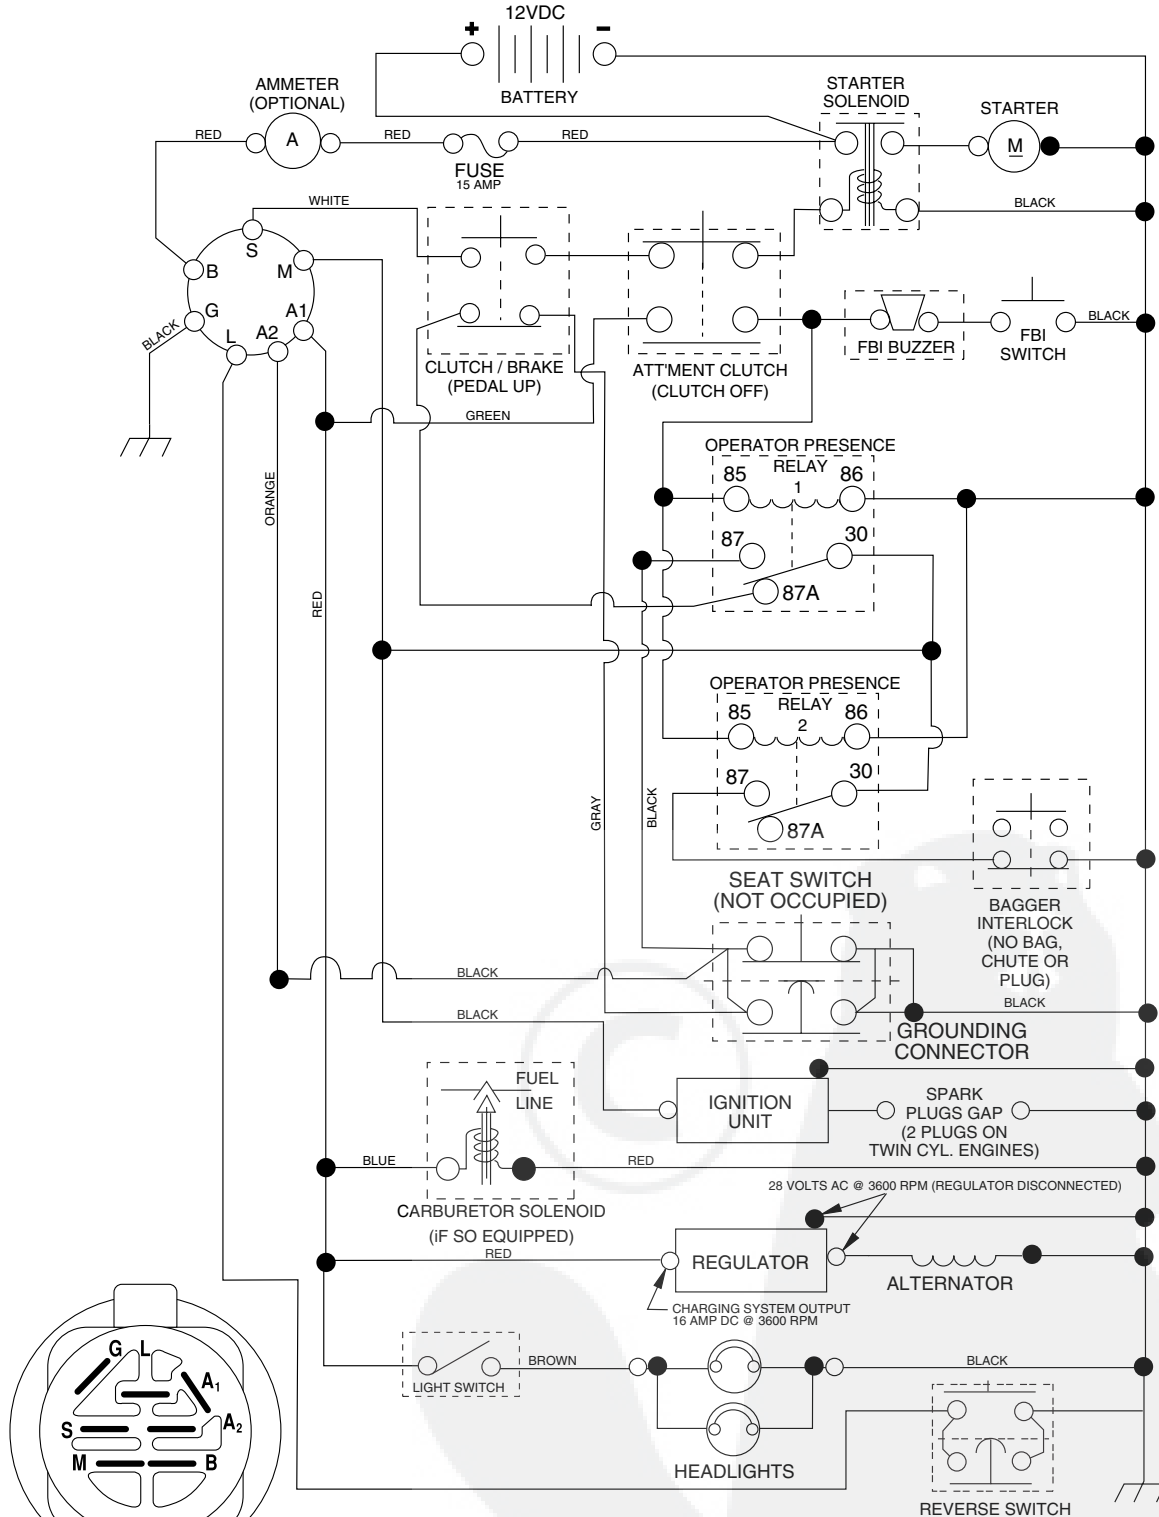 12VDC
+ −
BATTERY
AMMETER
(OPTIONAL)
STARTER
SOLENOID
STARTER
RED
A
RED
RED
M
FUSE
15 AMP
WHITE
BLACK
S
M
B
G
A1
A2
L
BLACK
CLUTCH / BRAKE
(PEDAL UP)
ATT'MENT CLUTCH
(CLUTCH OFF)
FBI BUZZER
FBI
SWITCH
BLACK
GREEN
OPERATOR PRESENCE
RELAY
1
85
86
87
30
87A
ORANGE
RED
OPERATOR PRESENCE
RELAY
2
85
86
87
30
87A
GRAY
BLACK
SEAT SWITCH
(NOT OCCUPIED)
BAGGER
INTERLOCK
(NO BAG,
CHUTE OR
PLUG)
BLACK
BLACK
BLACK
GROUNDING
CONNECTOR
FUEL
LINE
IGNITION
UNIT
SPARK
PLUGS GAP
(2 PLUGS ON
TWIN CYL. ENGINES)
BLUE
RED
CARBURETOR SOLENOID
(iF SO EQUIPPED)
28 VOLTS AC @ 3600 RPM (REGULATOR DISCONNECTED)
RED
REGULATOR
ALTERNATOR
CHARGING SYSTEM OUTPUT
16 AMP DC @ 3600 RPM
LIGHT SWITCH
BROWN
BLACK
HEADLIGHTS
REVERSE SWITCH
G L
A1
S
A2
M
B
©